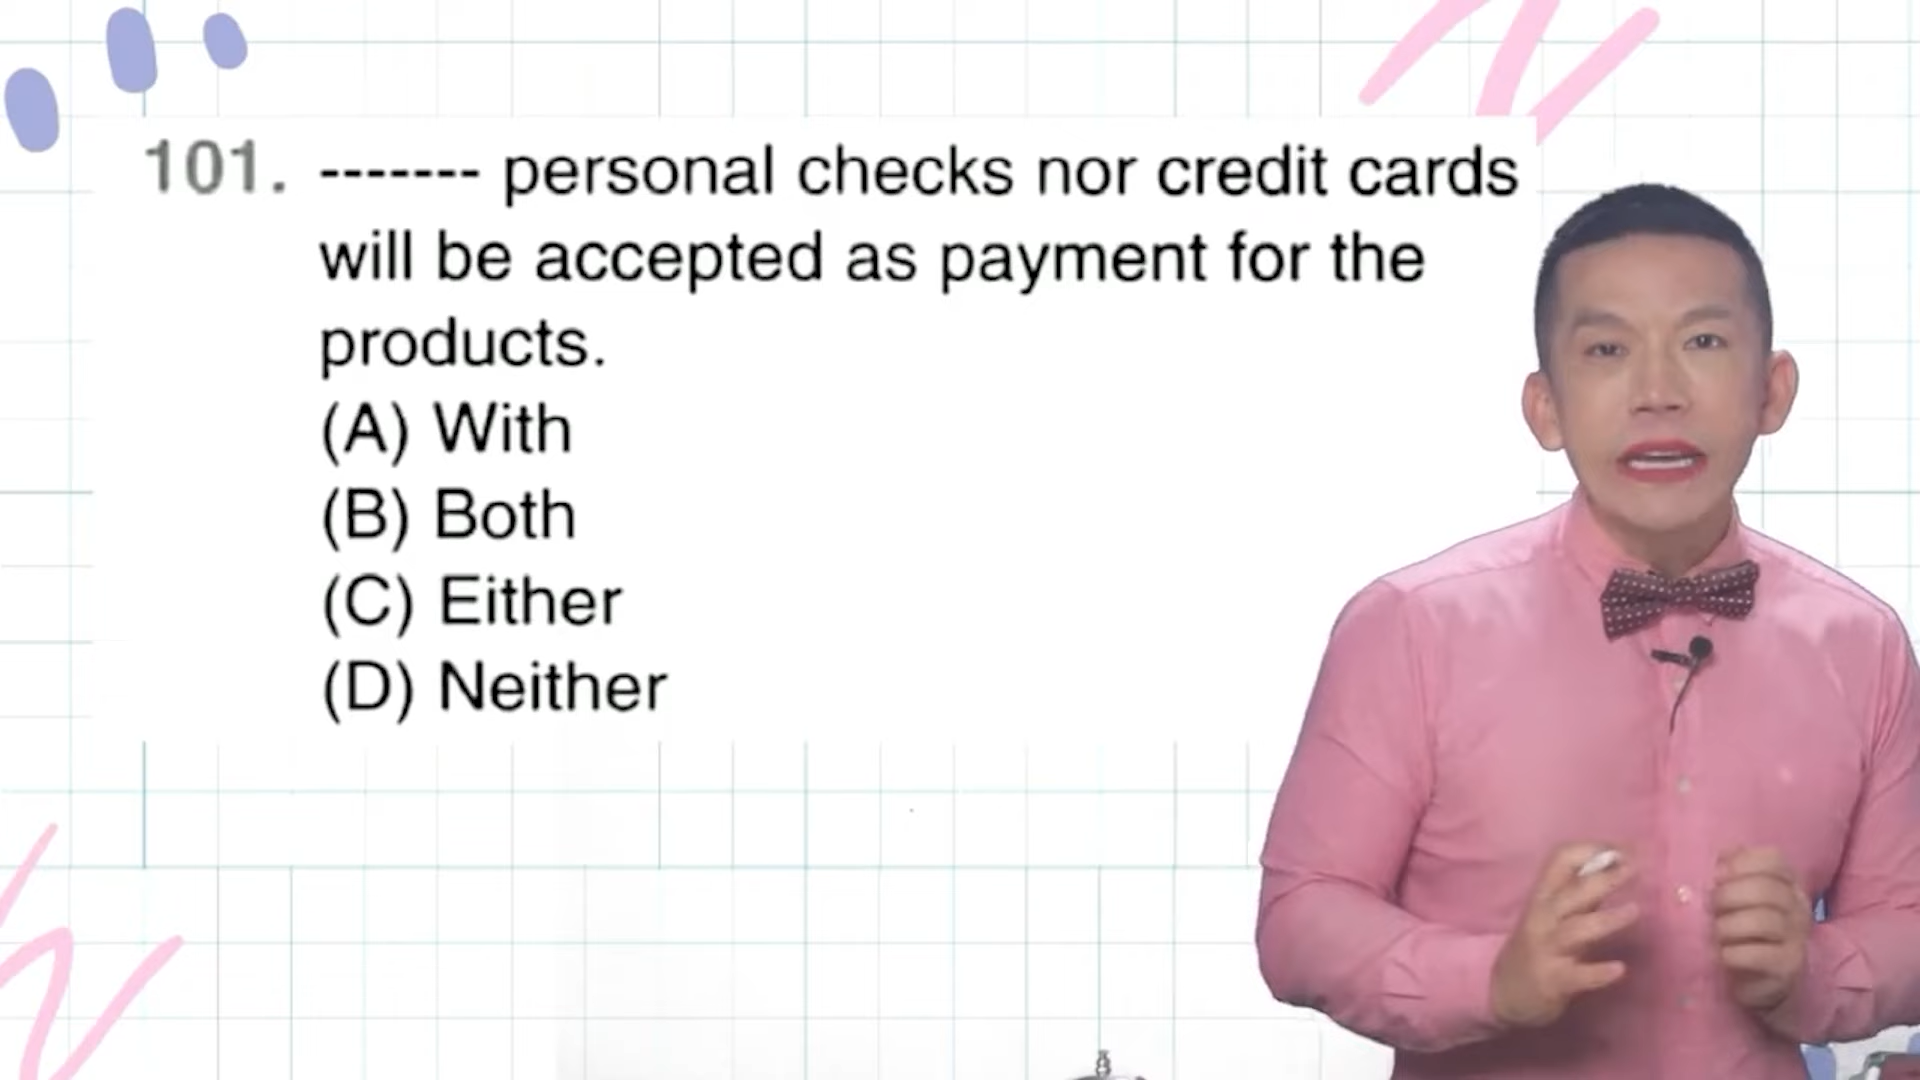 101. ------- personal checks nor credit cards
will be accepted as payment for the
products.
(A) With
(B) Both
(C) Either
(D) Neither